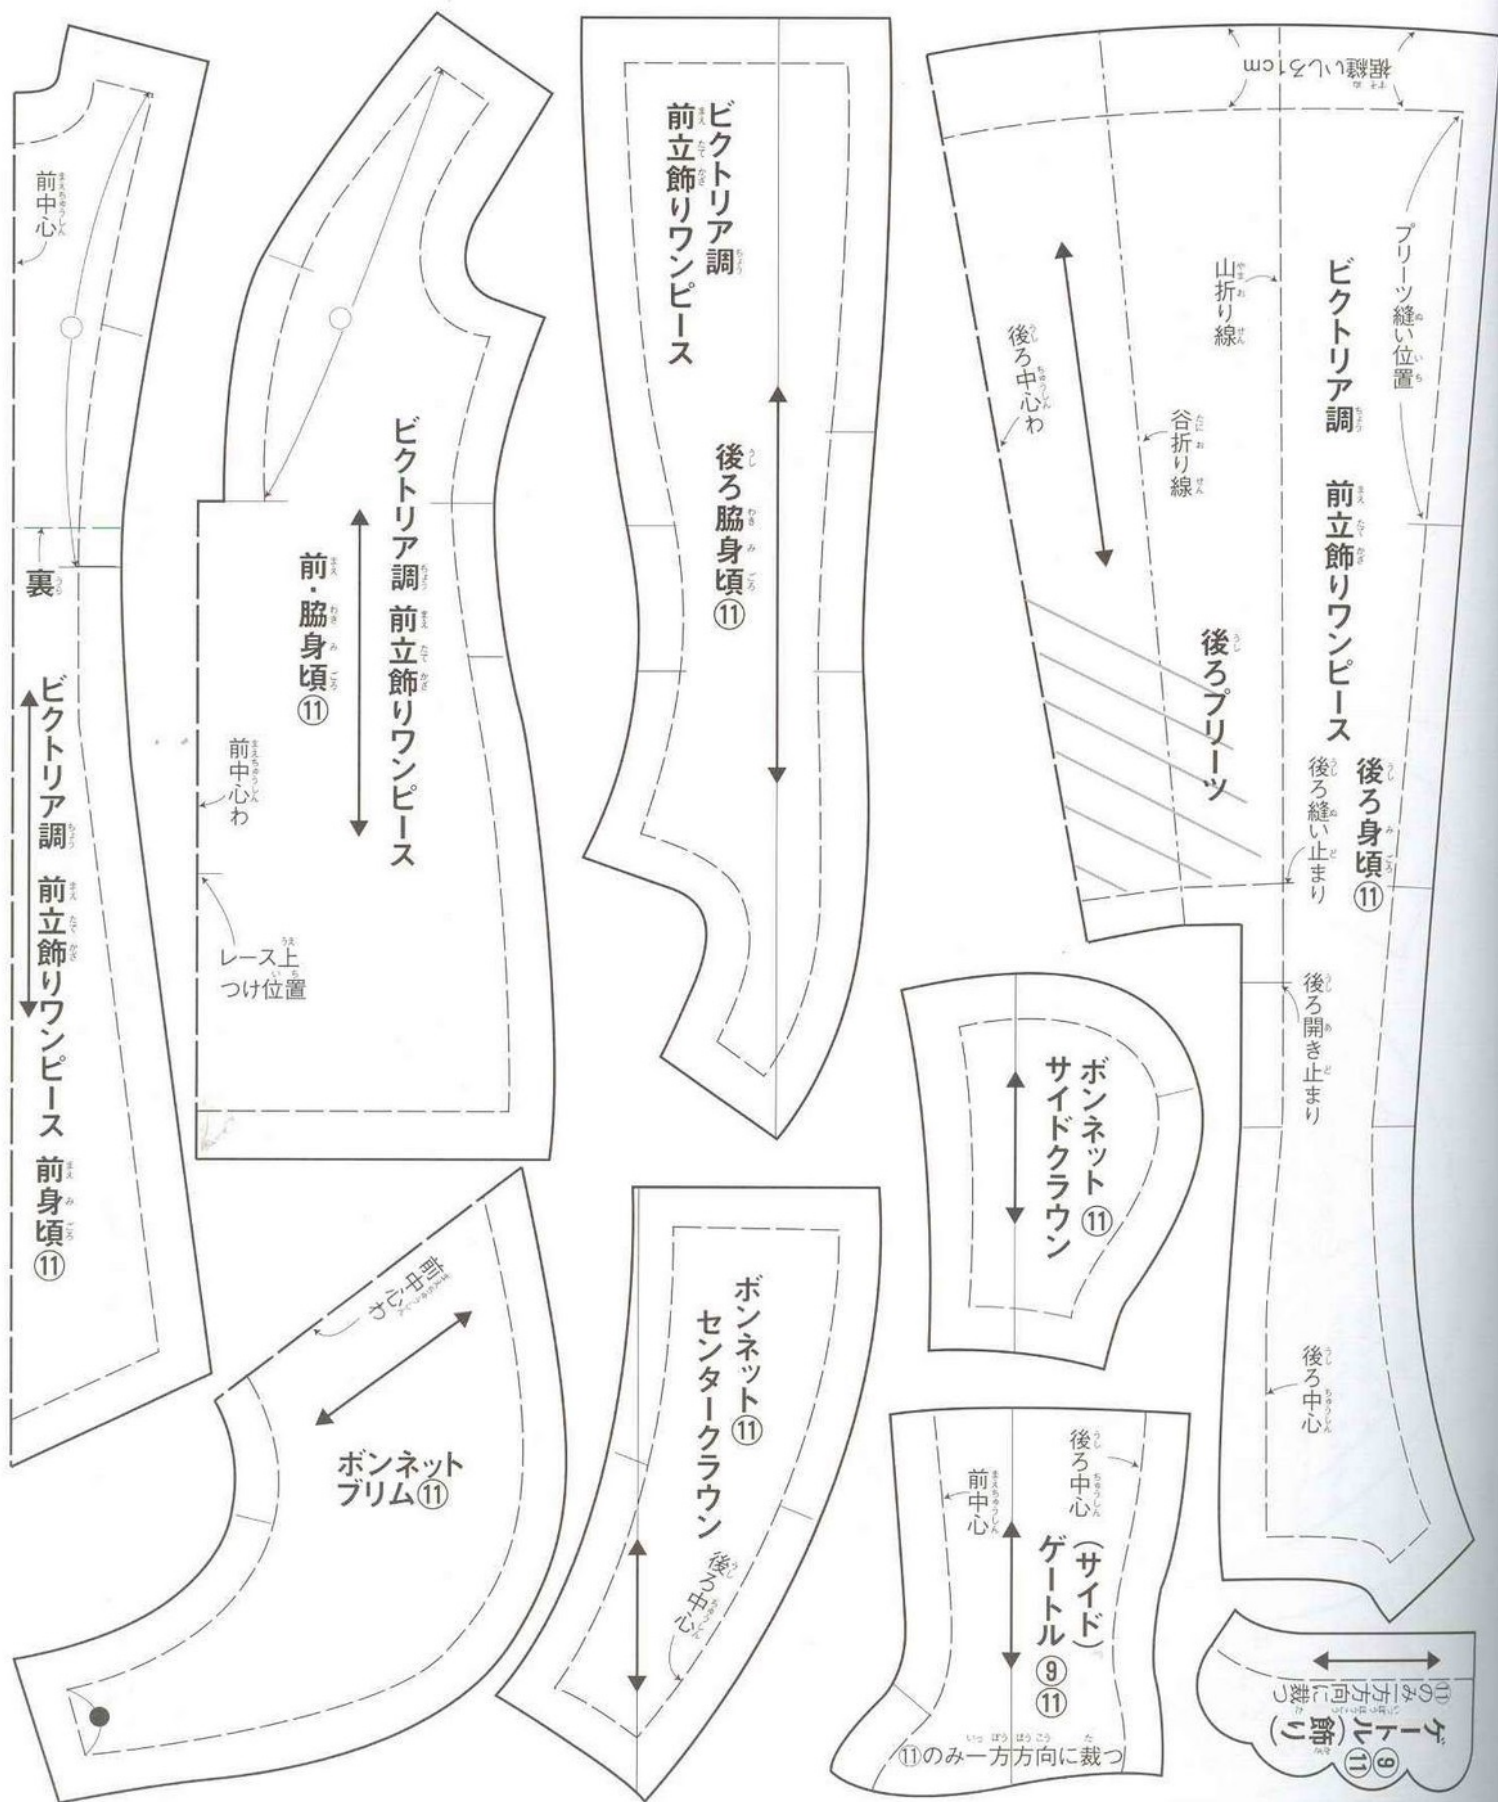 前中心
裏
ビクトリア調 前立飾りワンピース 前身頃⑪
ビクトリア調 前立飾りワンピース
前・脇身頃⑪
前中心わ
レース上
つけ位置
ビクトリア調
前立飾りワンピース
後ろ脇身頃⑪
裾縫いしろ1cm
プリーツ縫い位置
ビクトリア調 前立飾りワンピース 後ろ身頃⑪
山折り線
谷折り線
後ろ中心わ
後ろプリーツ
後ろ縫い止まり
後ろ開き止まり
後ろ中心
ボンネット⑪
サイドクラウン
前中心わ
ボンネット
ブリム⑪
ボンネット⑪
センタークラウン
後ろ中心
後ろ中心
前中心
(サイド)
ゲートル⑨⑪
⑪のみ一方方向に裁つ
⑪のみ一方方向に裁つ
ゲートル(飾り)
⑨⑪